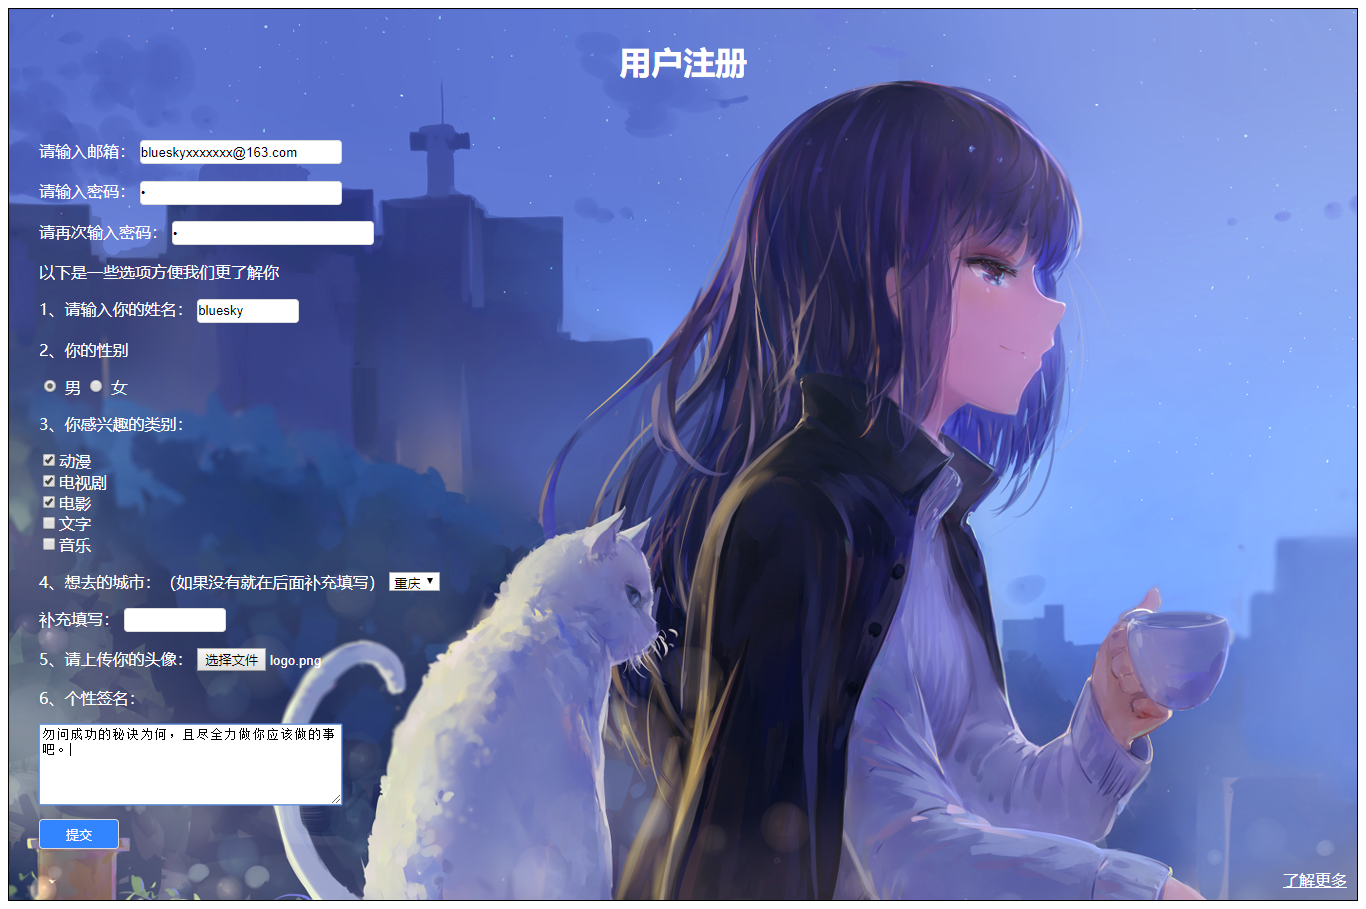 用户注册
请输入邮箱： blueskyxxxxxxx@163.com
请输入密码： •
请再次输入密码： •
以下是一些选项方便我们更了解你
1、请输入你的姓名： bluesky
2、你的性别
男 女
3、你感兴趣的类别：
动漫
电视剧
电影
文字
音乐
4、想去的城市：（如果没有就在后面补充填写） 重庆
补充填写：
5、请上传你的头像： 选择文件 logo.png
6、个性签名：
勿问成功的秘诀为何，且尽全力做你应该做的事
吧。
提交
了解更多